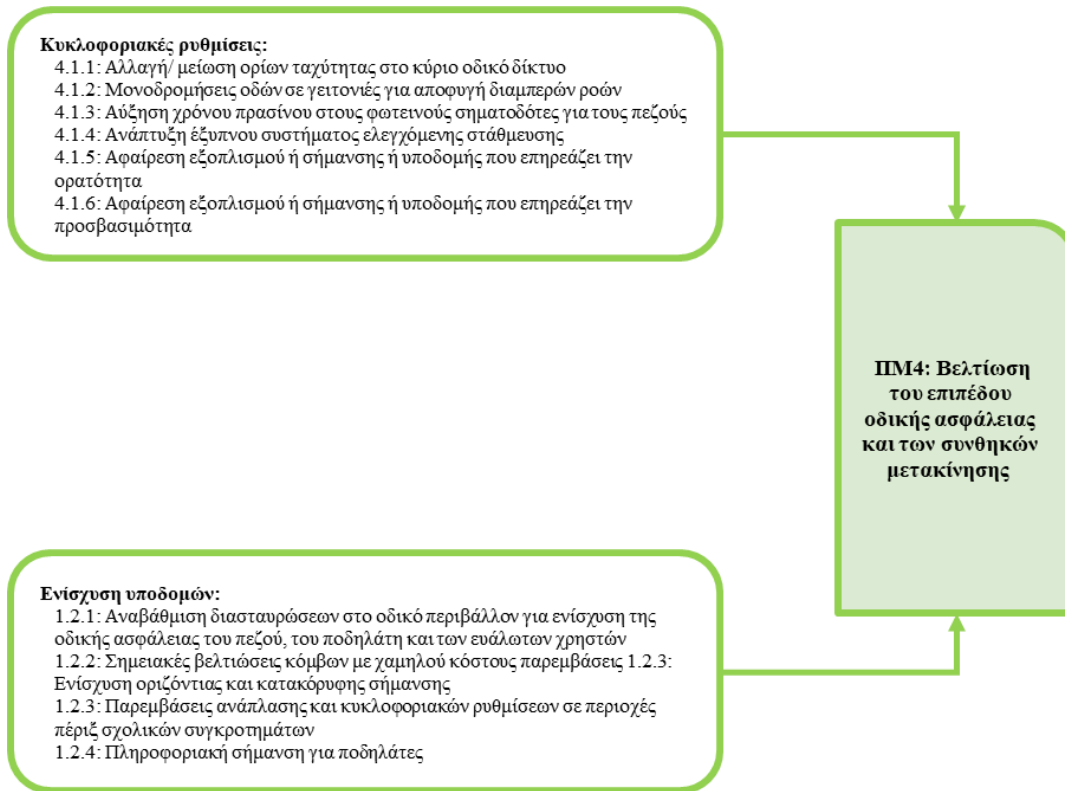 Κυκλοφοριακές ρυθμίσεις:
4.1.1: Αλλαγή/ μείωση ορίων ταχύτητας στο κύριο οδικό δίκτυο
4.1.2: Μονοδρομήσεις οδών σε γειτονιές για αποφυγή διαμπερών ροών
4.1.3: Αύξηση χρόνου πρασίνου στους φωτεινούς σηματοδότες για τους πεζούς
4.1.4: Ανάπτυξη έξυπνου συστήματος ελεγχόμενης στάθμευσης
4.1.5: Αφαίρεση εξοπλισμού ή σήμανσης ή υποδομής που επηρεάζει την
ορατότητα
4.1.6: Αφαίρεση εξοπλισμού ή σήμανσης ή υποδομής που επηρεάζει την
προσβασιμότητα
ΠΜ4: Βελτίωση
του επιπέδου
οδικής ασφάλειας
και των συνθηκών
μετακίνησης
Ενίσχυση υποδομών:
1.2.1: Αναβάθμιση διασταυρώσεων στο οδικό περιβάλλον για ενίσχυση της
οδικής ασφάλειας του πεζού, του ποδηλάτη και των ευάλωτων χρηστών
1.2.2: Σημειακές βελτιώσεις κόμβων με χαμηλού κόστους παρεμβάσεις 1.2.3:
Ενίσχυση οριζόντιας και κατακόρυφης σήμανσης
1.2.3: Παρεμβάσεις ανάπλασης και κυκλοφοριακών ρυθμίσεων σε περιοχές
πέριξ σχολικών συγκροτημάτων
1.2.4: Πληροφοριακή σήμανση για ποδηλάτες